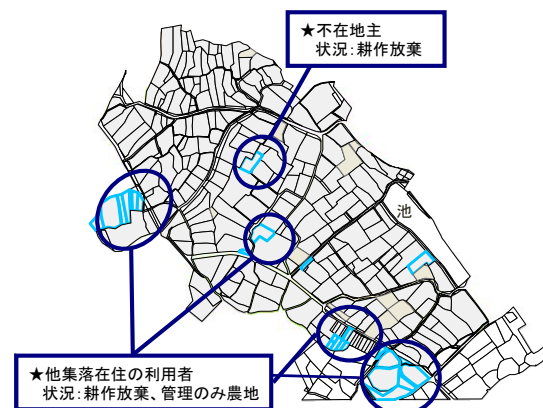 ★不在地主
状況：耕作放棄
池
★他集落在住の利用者
状況：耕作放棄、管理のみ農地